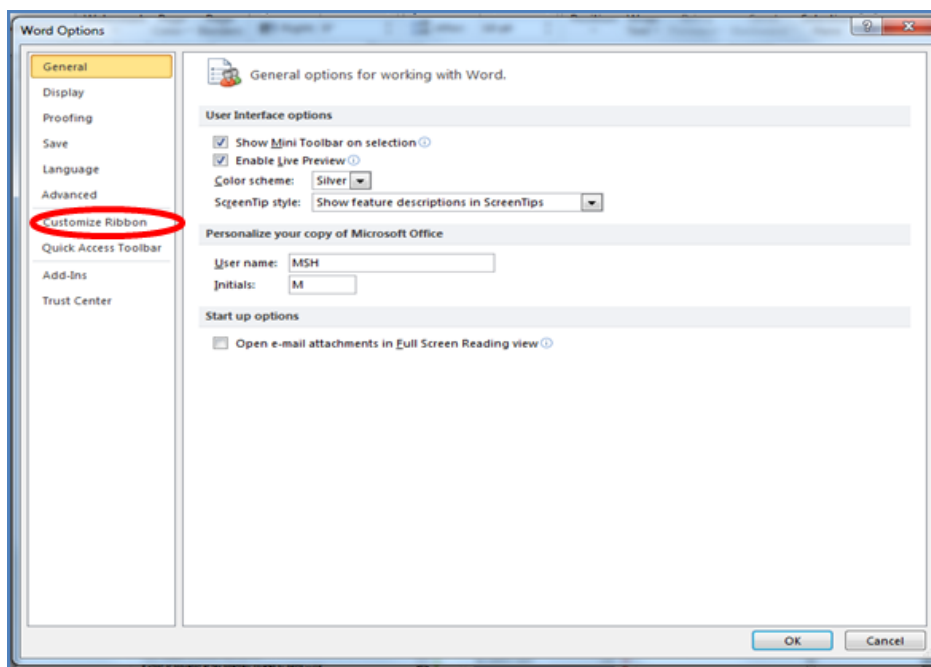 Word Options
General
Display
Proofing
Save
Language
Advanced
Customize Ribbon
Quick Access Toolbar
Add-Ins
Trust Center
General options for working with Word.
User Interface options
Show Mini Toolbar on selection
Enable Live Preview
Color scheme: Silver
ScreenTip style: Show feature descriptions in ScreenTips
Personalize your copy of Microsoft Office
User name: MSH
Initials: M
Start up options
Open e-mail attachments in Full Screen Reading view
OK Cancel